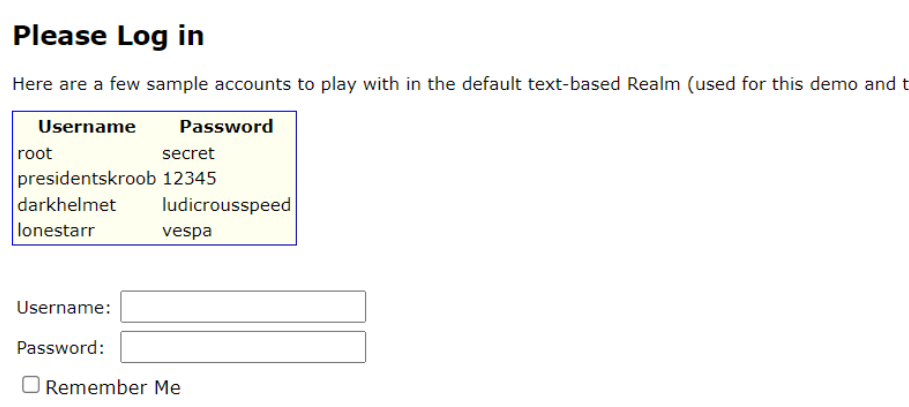 Please Log in
Here are a few sample accounts to play with in the default text-based Realm (used for this demo and t
Username Password
root secret
presidentskroob 12345
darkhelmet ludicrousspeed
lonestarr vespa
Username:
Password:
Remember Me